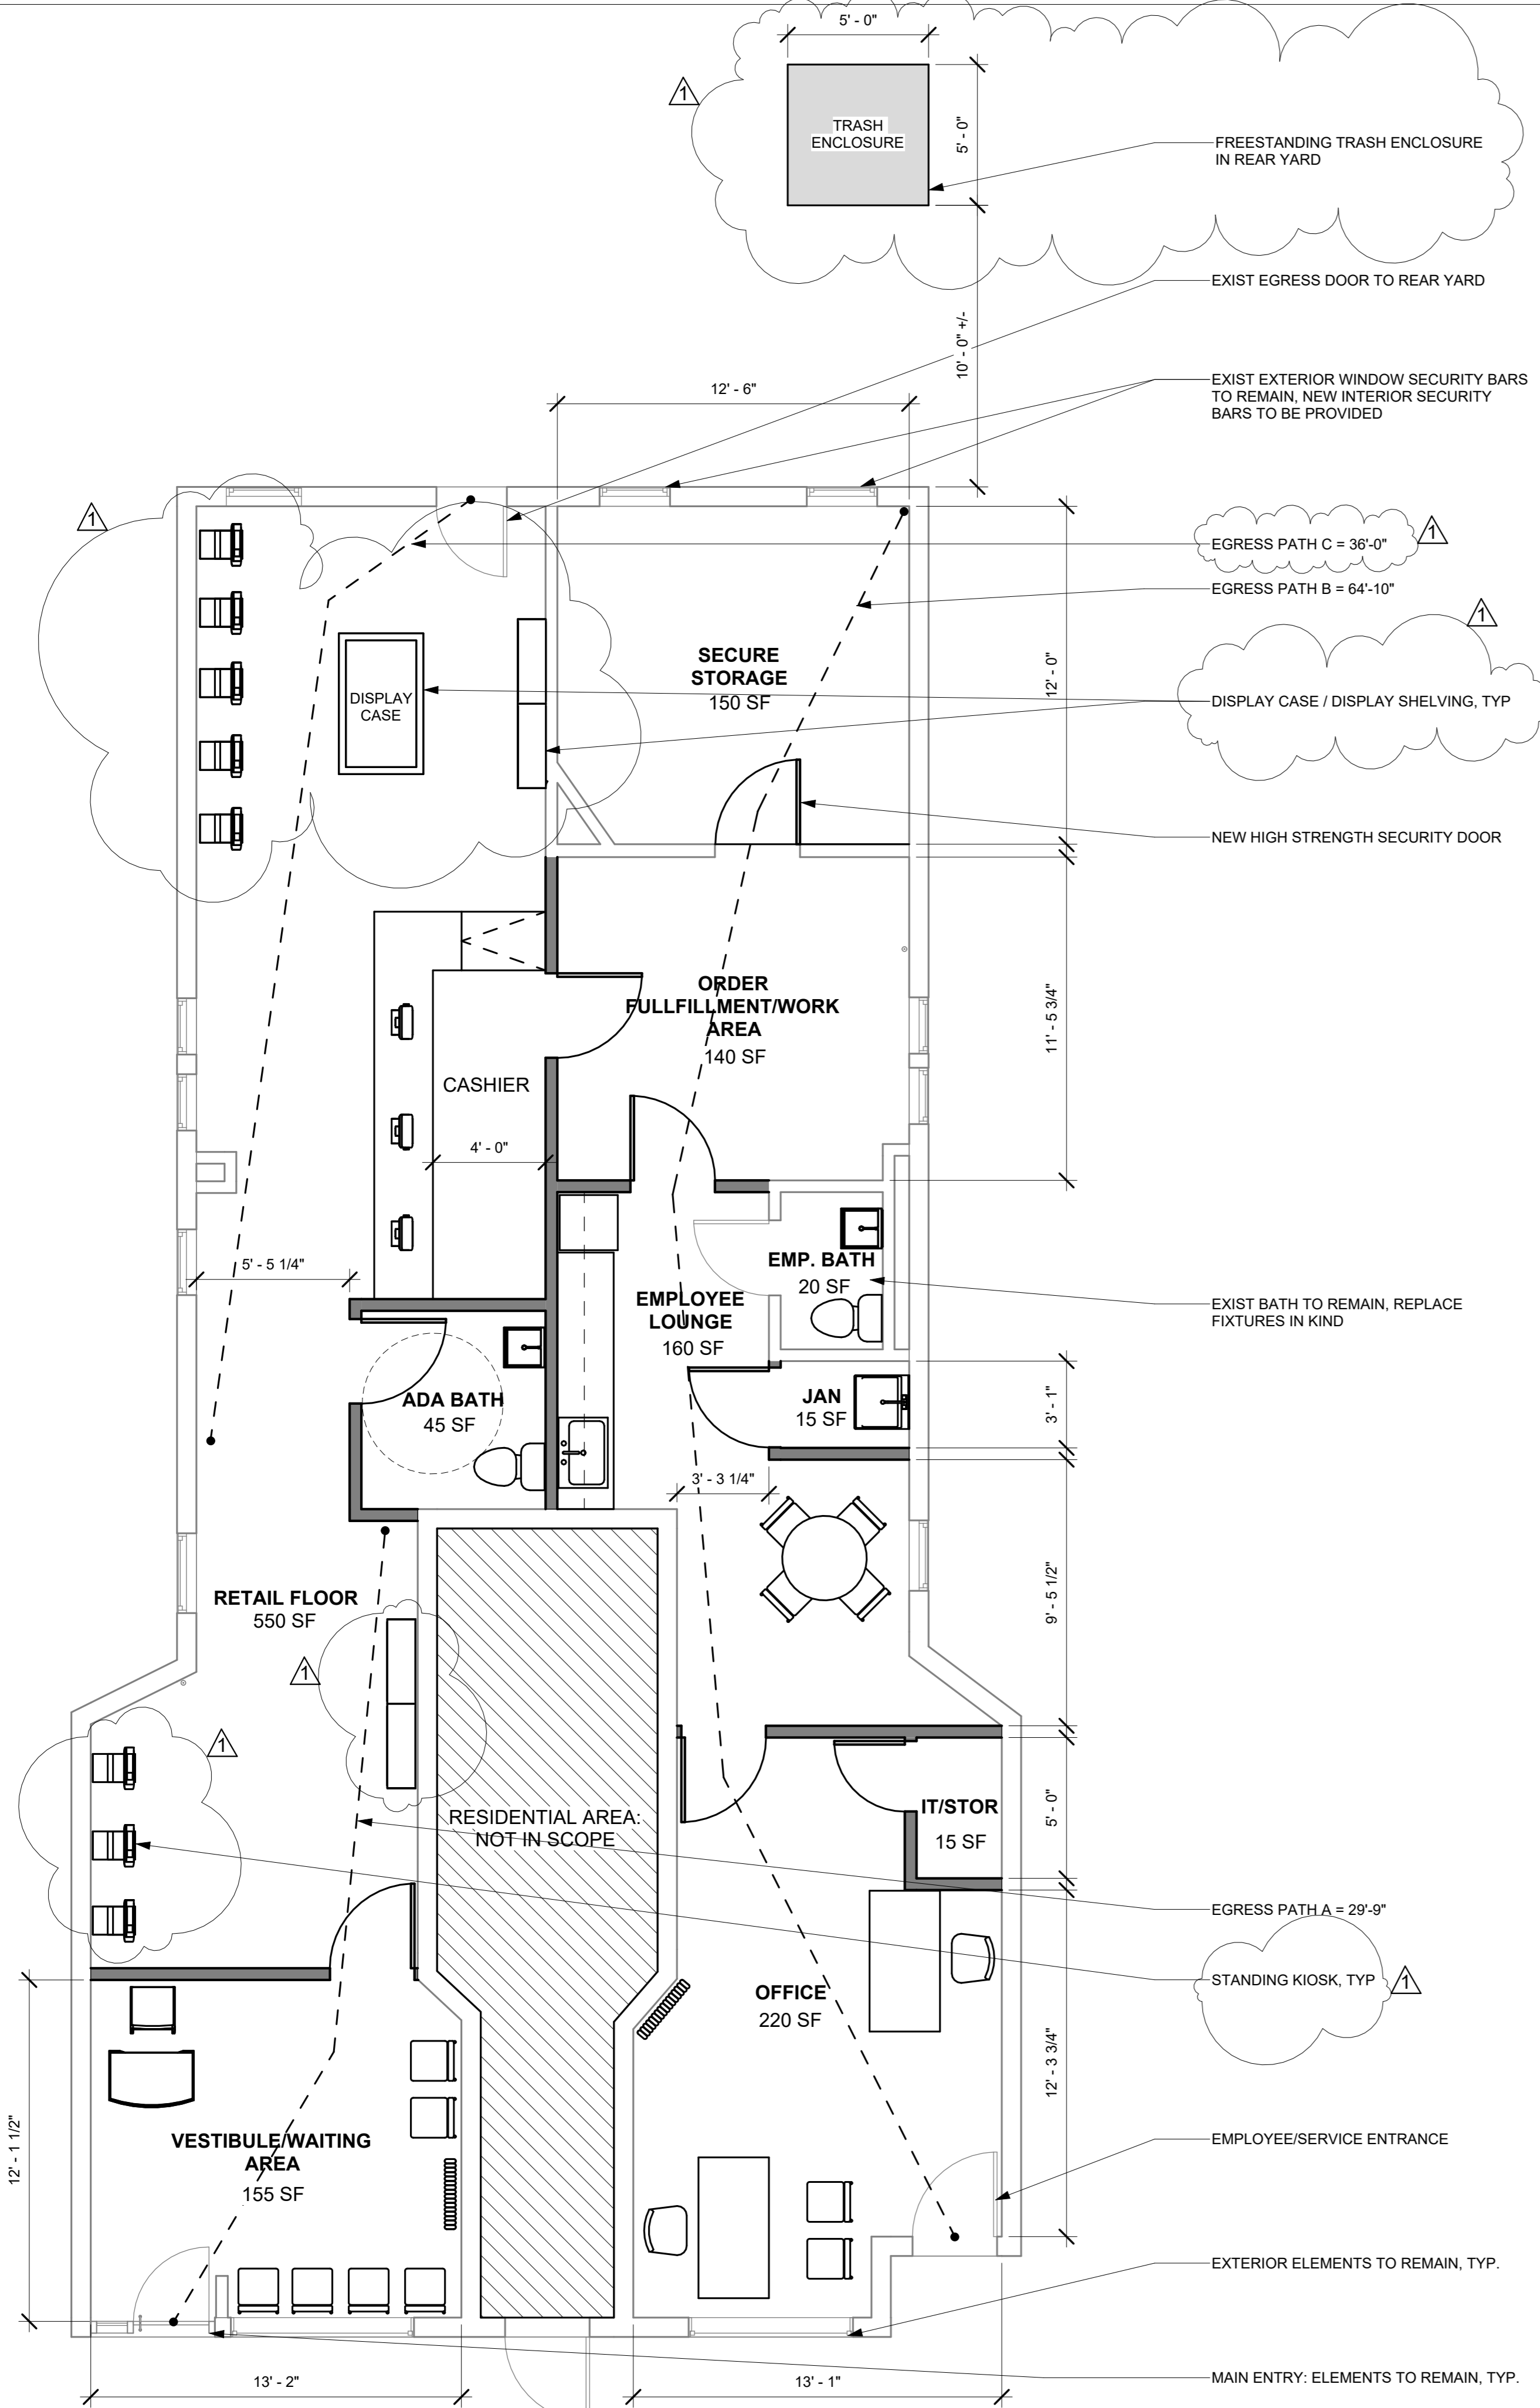 5' - 0"
1
TRASH
ENCLOSURE
5' - 0"
FREESTANDING TRASH ENCLOSURE
IN REAR YARD
EXIST EGRESS DOOR TO REAR YARD
10' - 0" +/-
12' - 6"
EXIST EXTERIOR WINDOW SECURITY BARS
TO REMAIN, NEW INTERIOR SECURITY
BARS TO BE PROVIDED
1
EGRESS PATH C = 36'-0"
1
EGRESS PATH B = 64'-10"
1
SECURE
STORAGE
150 SF
12' - 0"
DISPLAY
CASE
DISPLAY CASE / DISPLAY SHELVING, TYP
NEW HIGH STRENGTH SECURITY DOOR
ORDER
FULLFILLMENT/WORK
AREA
140 SF
11' - 5 3/4"
CASHIER
4' - 0"
5' - 5 1/4"
EMP. BATH
20 SF
EMPLOYEE
LOUNGE
160 SF
EXIST BATH TO REMAIN, REPLACE
FIXTURES IN KIND
ADA BATH
45 SF
JAN
15 SF
3' - 1"
3' - 3 1/4"
9' - 5 1/2"
RETAIL FLOOR
550 SF
1
1
RESIDENTIAL AREA:
NOT IN SCOPE
IT/STOR
15 SF
5' - 0"
EGRESS PATH A = 29'-9"
STANDING KIOSK, TYP
1
OFFICE
220 SF
12' - 3 3/4"
12' - 1 1/2"
VESTIBULE/WAITING
AREA
155 SF
EMPLOYEE/SERVICE ENTRANCE
EXTERIOR ELEMENTS TO REMAIN, TYP.
13' - 2"
13' - 1"
MAIN ENTRY: ELEMENTS TO REMAIN, TYP.